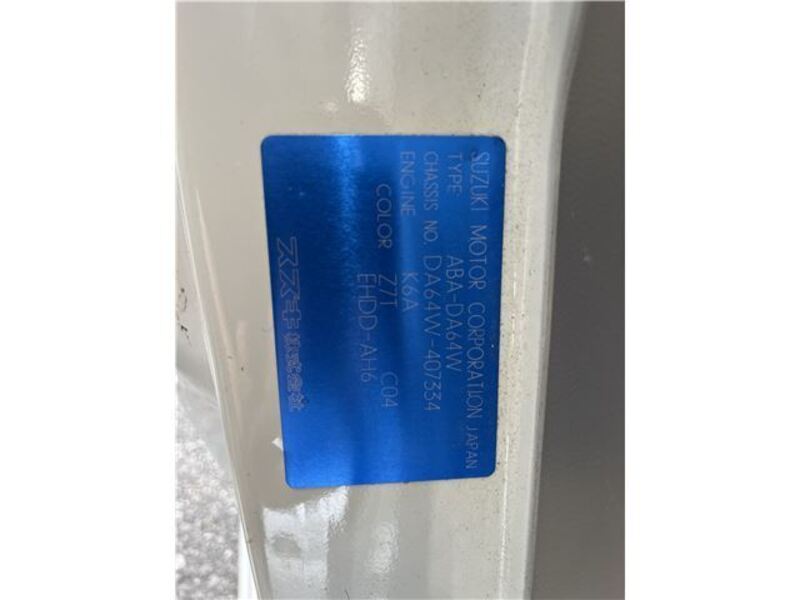 SUZUKI MOTOR CORPORATION JAPAN
TYPE ABA-DA64W
CHASSIS NO. DA64W-407334
ENGINE K6A
COLOR Z7T C04
EHDD-AH6
スズキ株式会社